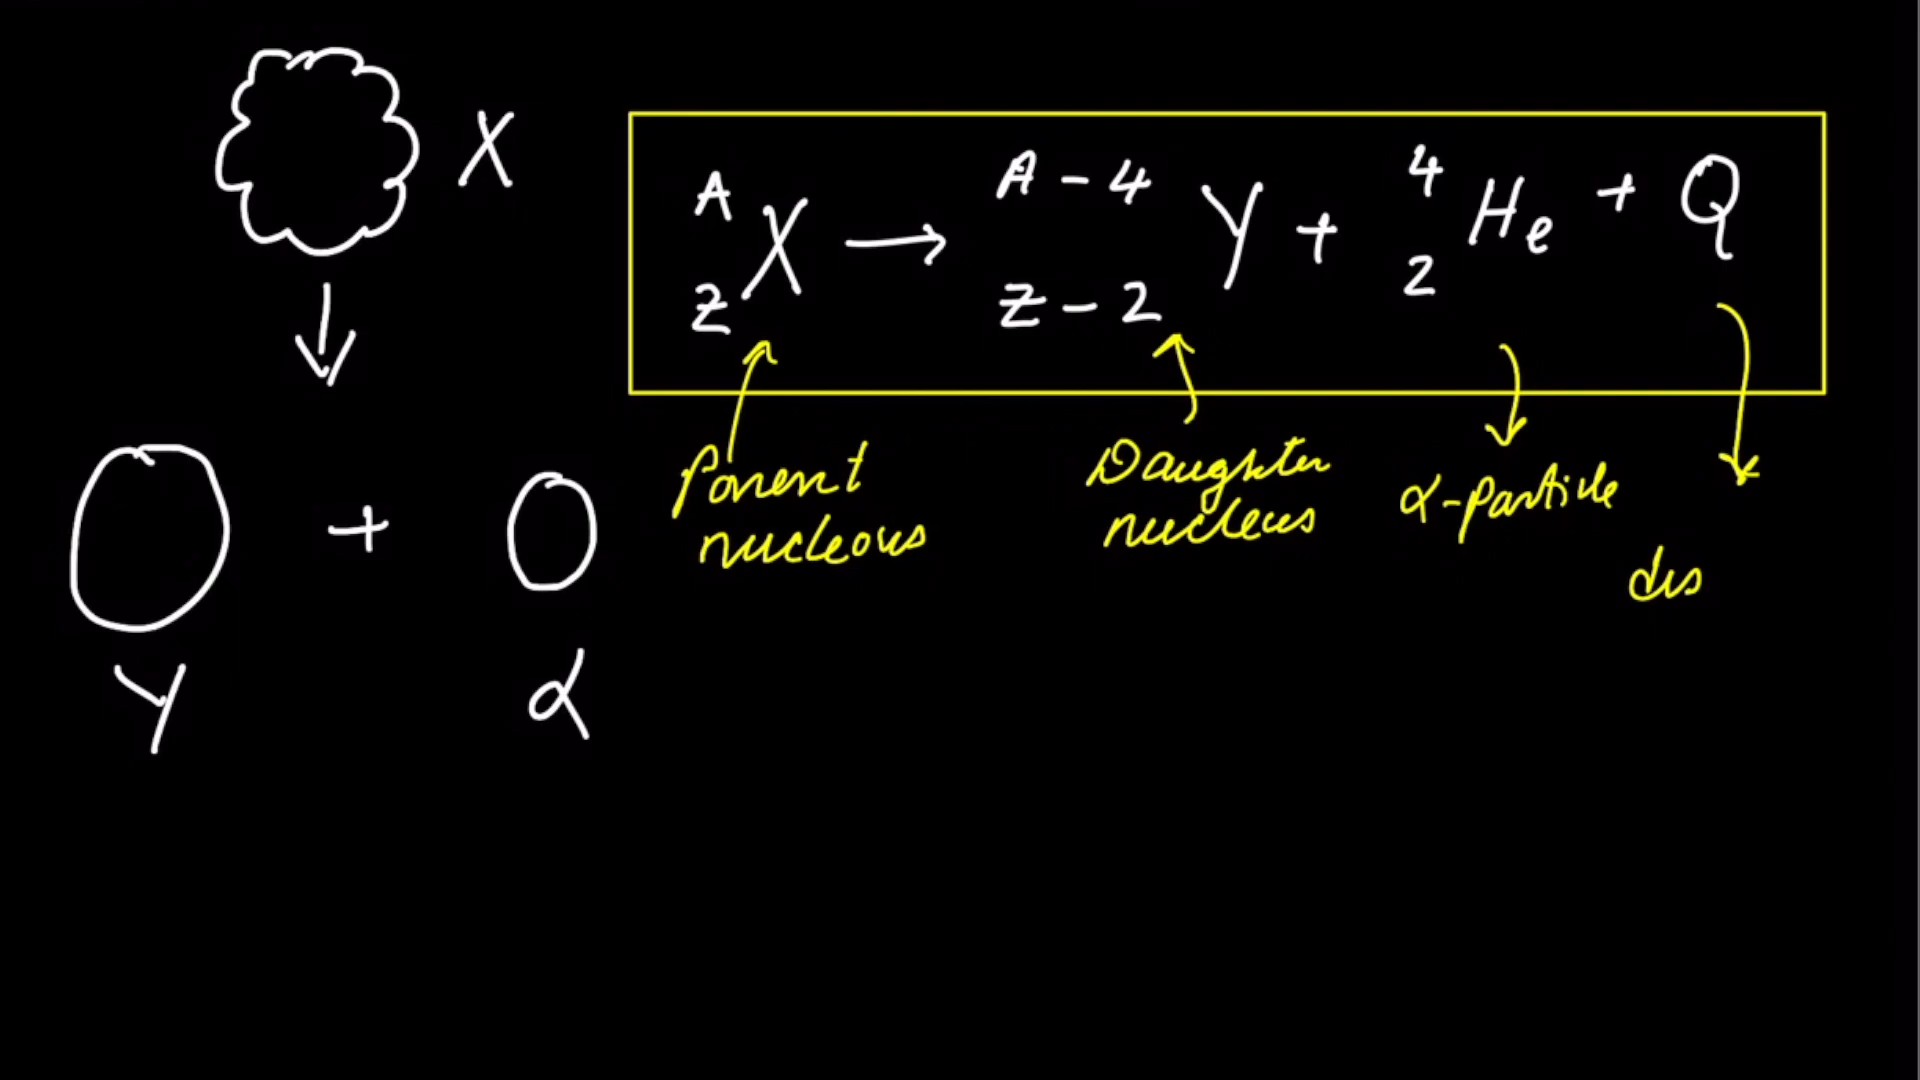 X
A A-4 4
X → Y + He + Q
Z Z-2 2
Parent
nucleous
Daughter
nucleus
α-particle
dis
+
Y
α